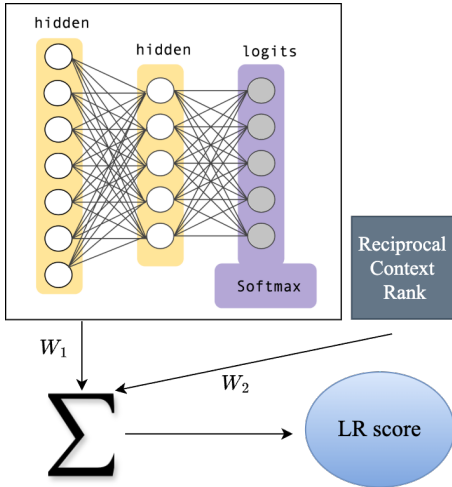 hidden
hidden
logits
Softmax
Reciprocal
Context
Rank
W₁
W₂
Σ
LR score